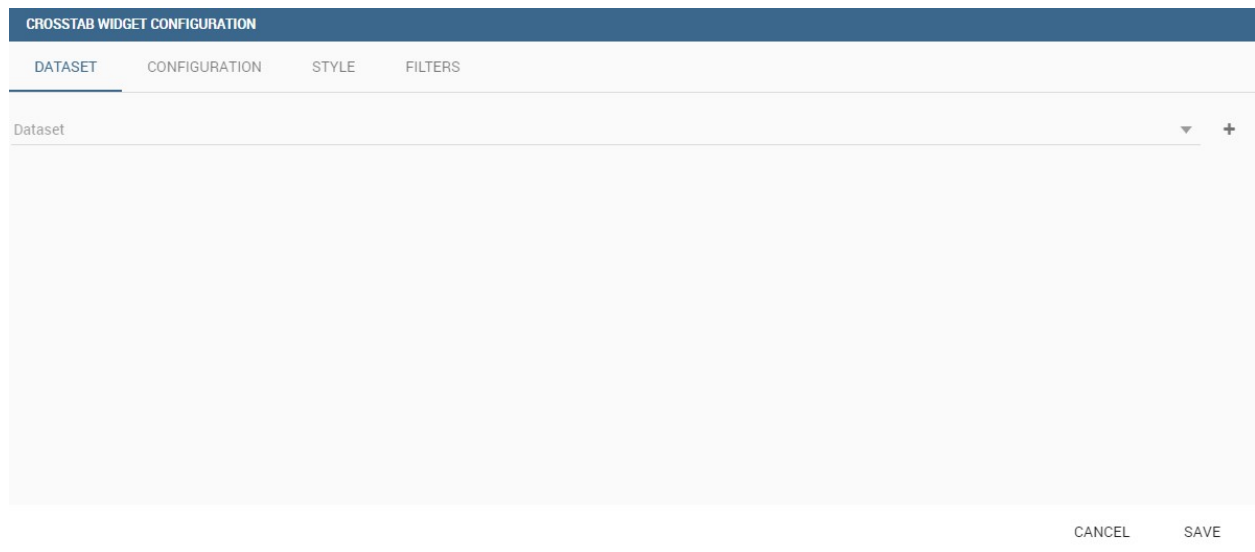 CROSSTAB WIDGET CONFIGURATION
DATASET CONFIGURATION STYLE FILTERS
Dataset
CANCEL SAVE